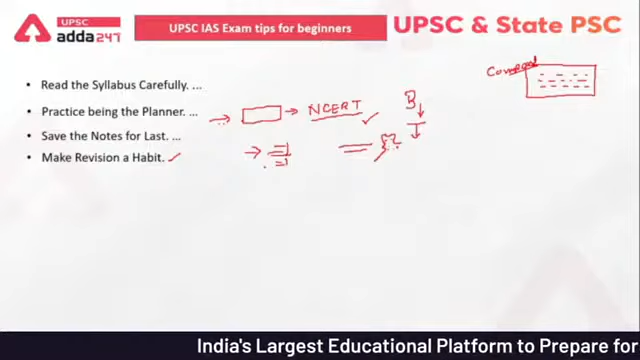 UPSC
adda247
UPSC IAS Exam tips for beginners
UPSC & State PSC
Read the Syllabus Carefully. ...
Practice being the Planner. ...
Save the Notes for Last. ...
Make Revision a Habit.
NCERT
B
T
India's Largest Educational Platform to Prepare for